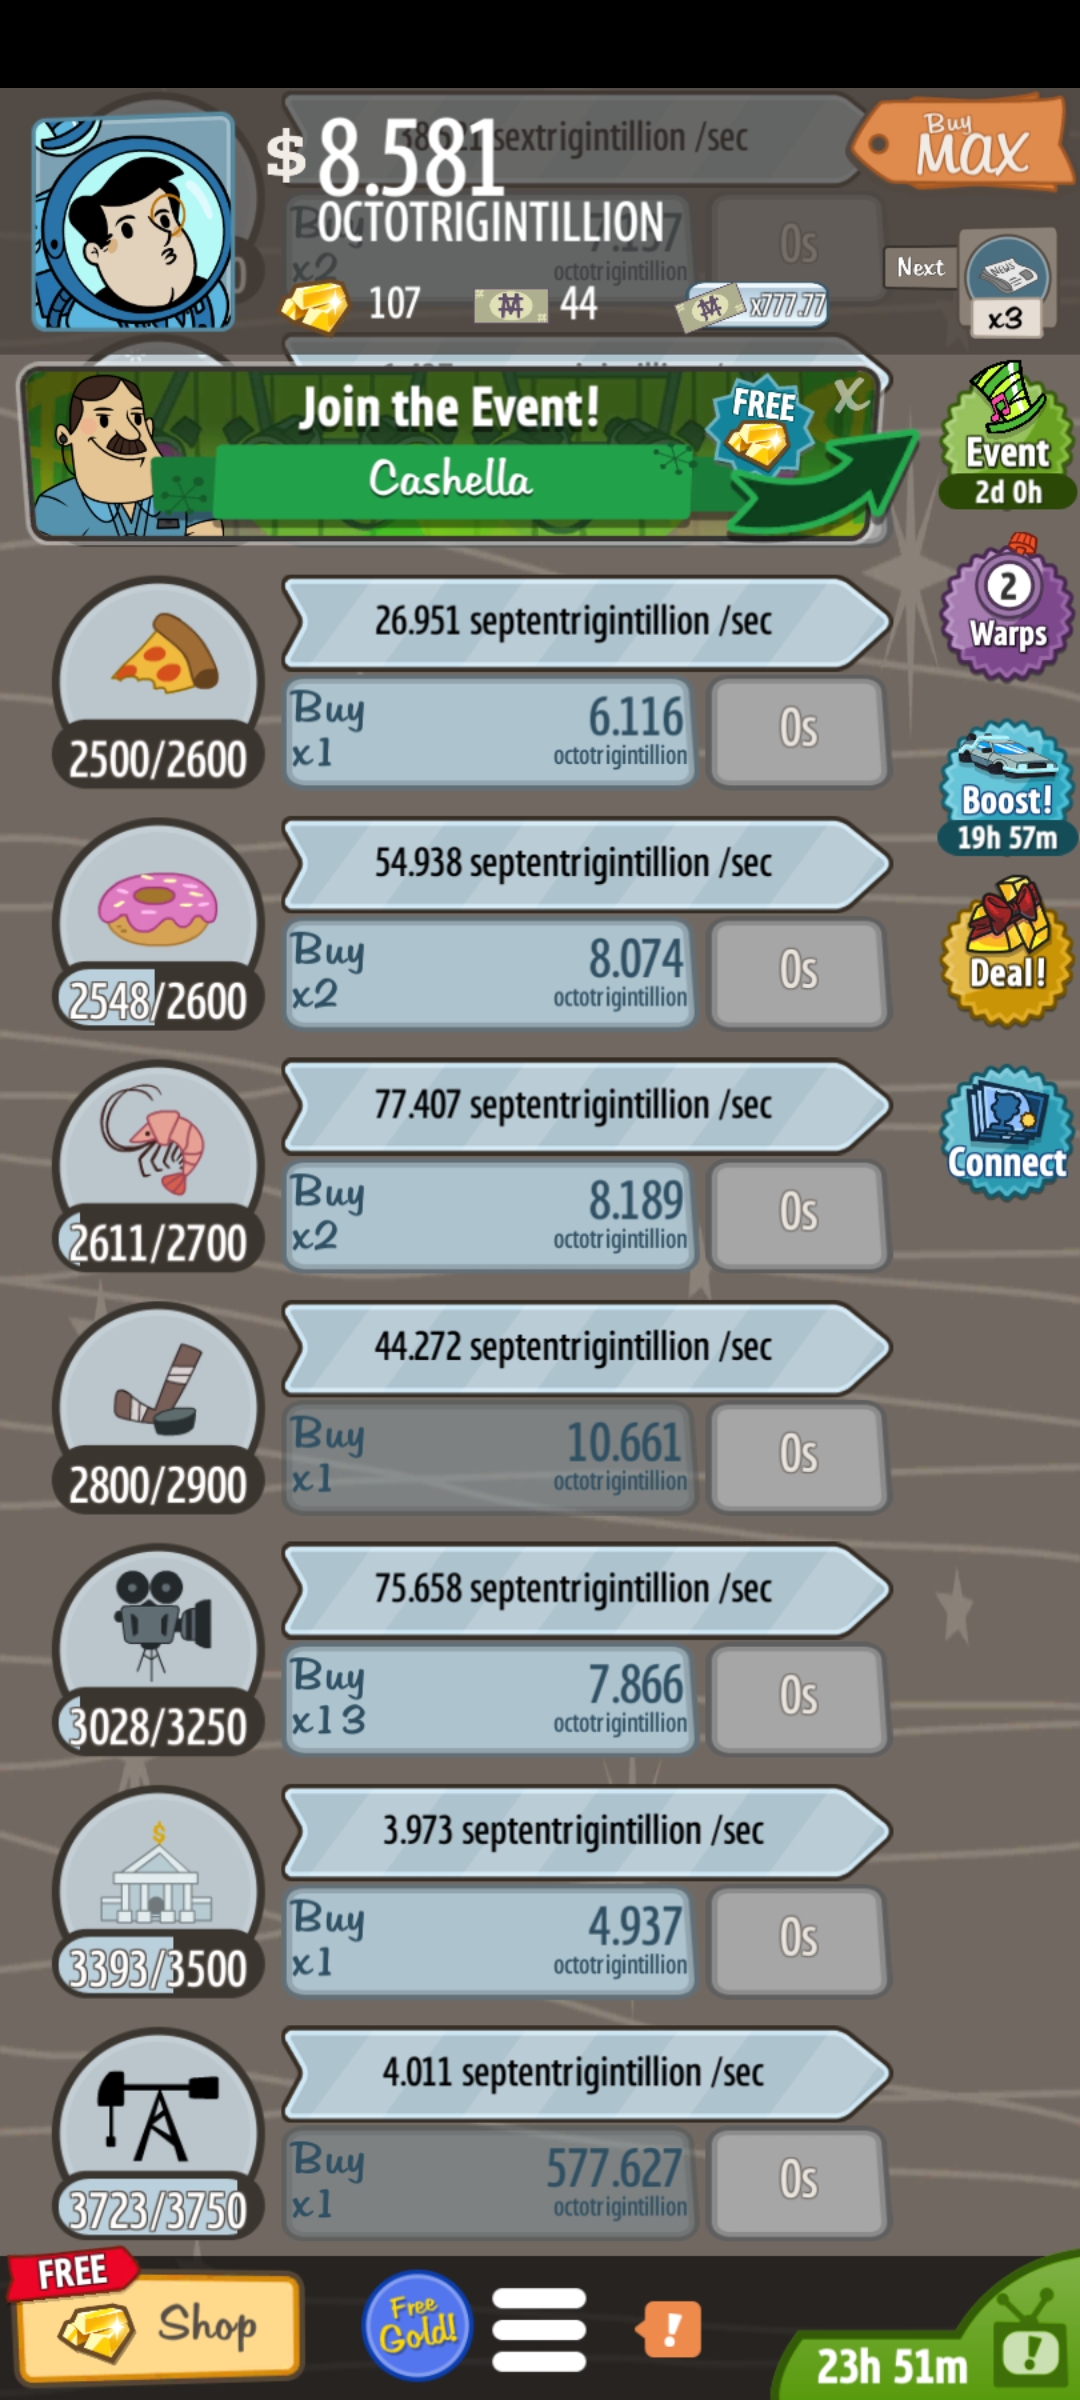 sextrigintillion /sec
$ 8.581
OCTOTRIGINTILLION
Buy
MAX
Buy
x2
7.137
octotrigintillion
0s
Next
x3
107
44
x777.77
Join the Event!
Cashella
FREE
X
Event
2d 0h
26.951 septentrigintillion /sec
Buy
x1
6.116
octotrigintillion
0s
2500/2600
2
Warps
54.938 septentrigintillion /sec
Buy
x2
8.074
octotrigintillion
0s
2548/2600
Boost!
19h 57m
Deal!
77.407 septentrigintillion /sec
Buy
x2
8.189
octotrigintillion
0s
2611/2700
Connect
44.272 septentrigintillion /sec
Buy
x1
10.661
octotrigintillion
0s
2800/2900
75.658 septentrigintillion /sec
Buy
x13
7.866
octotrigintillion
0s
3028/3250
3.973 septentrigintillion /sec
Buy
x1
4.937
octotrigintillion
0s
3393/3500
4.011 septentrigintillion /sec
Buy
x1
577.627
octotrigintillion
0s
3723/3750
FREE
Shop
Free
Gold!
!
23h 51m
!